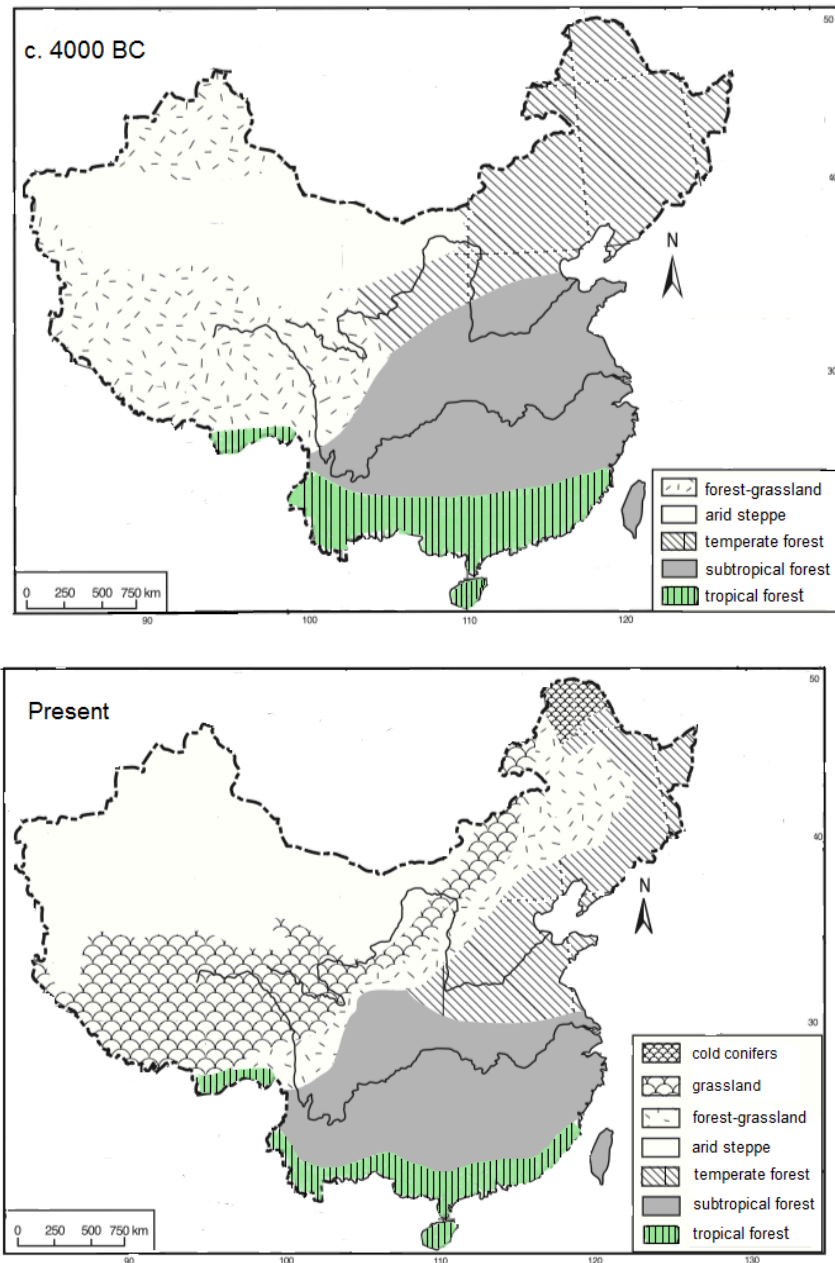 c. 4000 BC
50
40
N
30
forest-grassland
arid steppe
temperate forest
subtropical forest
tropical forest
0 250 500 750 km
90 100 110 120
Present
50
40
N
30
cold conifers
grassland
forest-grassland
arid steppe
temperate forest
subtropical forest
tropical forest
0 250 500 750 km
90 100 110 120 130